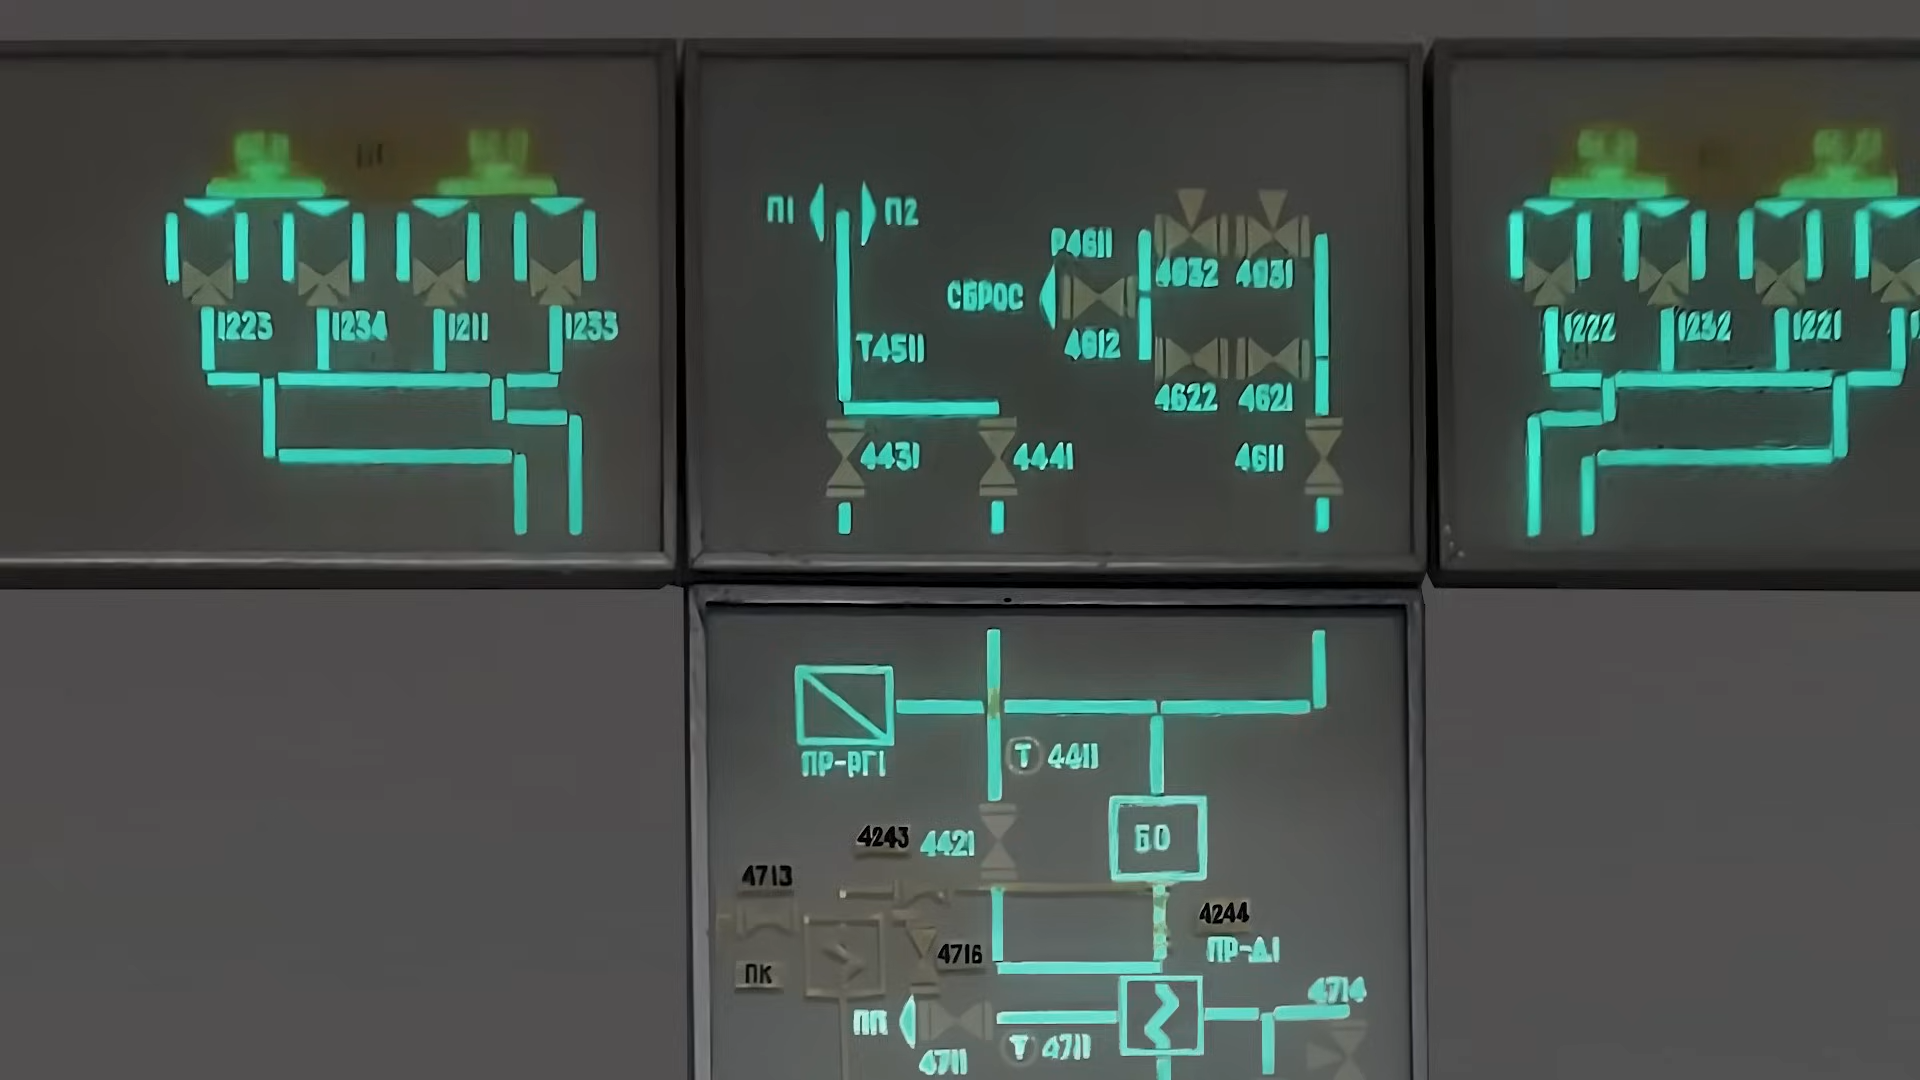 1223 1234 1211 1233
П1 П2
Р4611
4632 4631
СБРОС
4612
Т4511
4622 4621
4431 4441 4611
1222 1232 1221
ПР-РГ1
Т 4411
4243 4421
БО
4713
4244
ПР-Д1
4716
ПК
4714
ПП
4711
Т 4711